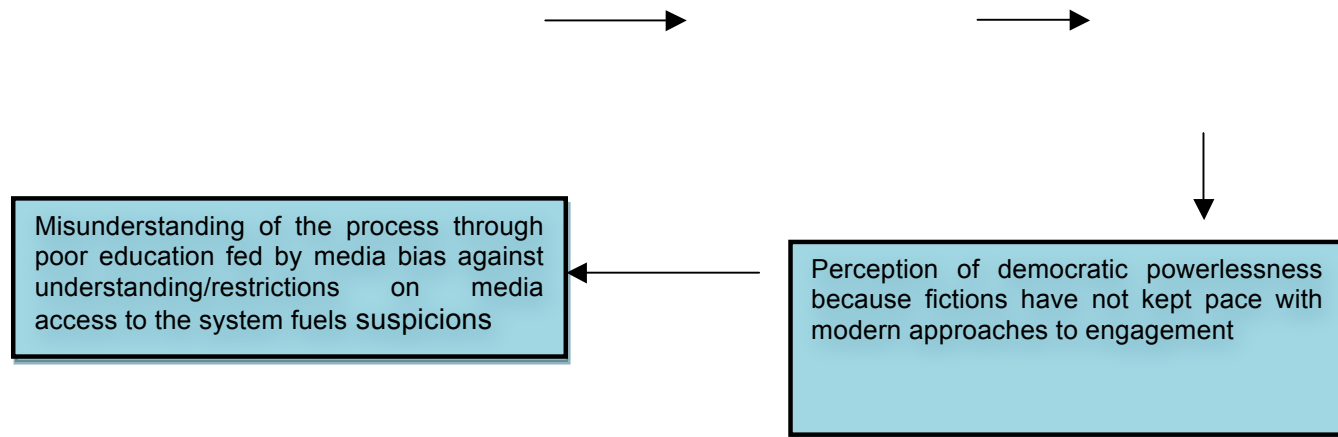 Misunderstanding of the process through
poor education fed by media bias against
understanding/restrictions on media
access to the system fuels suspicions
Perception of democratic powerlessness
because fictions have not kept pace with
modern approaches to engagement